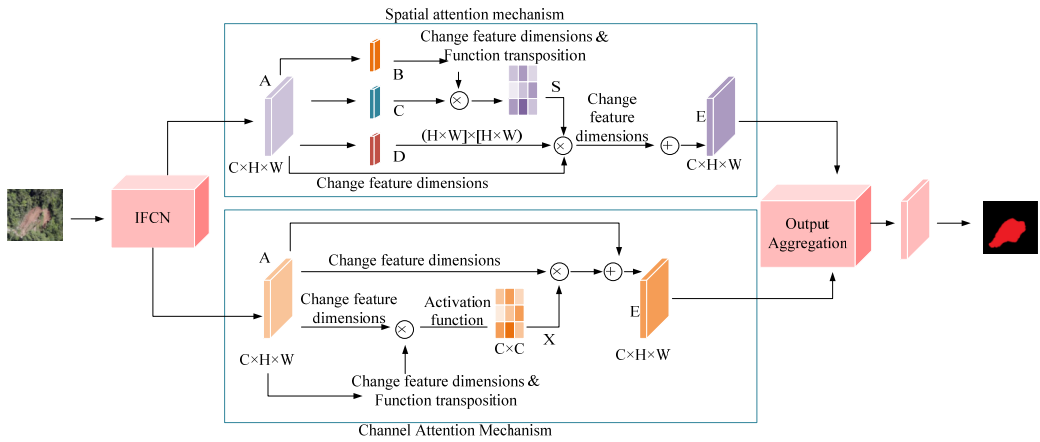 Spatial attention mechanism
Change feature dimensions &
Function transposition
A
B
C
D
S
(H×W]×[H×W)
Change
feature
dimensions
E
C×H×W
C×H×W
Change feature dimensions
IFCN
Output
Aggregation
A
Change feature dimensions
Change feature
dimensions
Activation
function
C×C
X
E
C×H×W
C×H×W
Change feature dimensions &
Function transposition
Channel Attention Mechanism